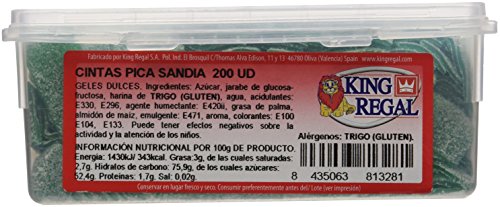 Fabricado por King Regal S.A. Pol. Ind. El Brosquil C/Thomas Alva Edison, 11 y 13 46780 Oliva (Valencia) Spain www.kingregal.com
CINTAS PICA SANDIA 200 UD
GELES DULCES. Ingredientes: Azúcar, jarabe de glucosa-
fructosa, harina de TRIGO (GLUTEN), agua, acidulantes:
E330, E296, agente humectante: E420ii, grasa de palma,
almidón de maiz, emulgente: E471, aroma, colorantes: E100
E104, E133. Puede tener efectos negativos sobre la
actividad y la atención de los niños.
INFORMACIÓN NUTRICIONAL POR 100g DE PRODUCTO.
Energia: 1430kJ/ 343kcal. Grasa:3g, de las cuales saturadas:
2,7g. Hidratos de carbono: 75,9g, de los cuales azúcares:
52,4g. Proteinas: 1,7g. Sal: 0,02g.
KING
REGAL
Alérgenos: TRIGO (GLUTEN).
8 435063 813281
Conservar en lugar fresco y seco. Consumir preferentemente antes del/ Lote (ver impresión)